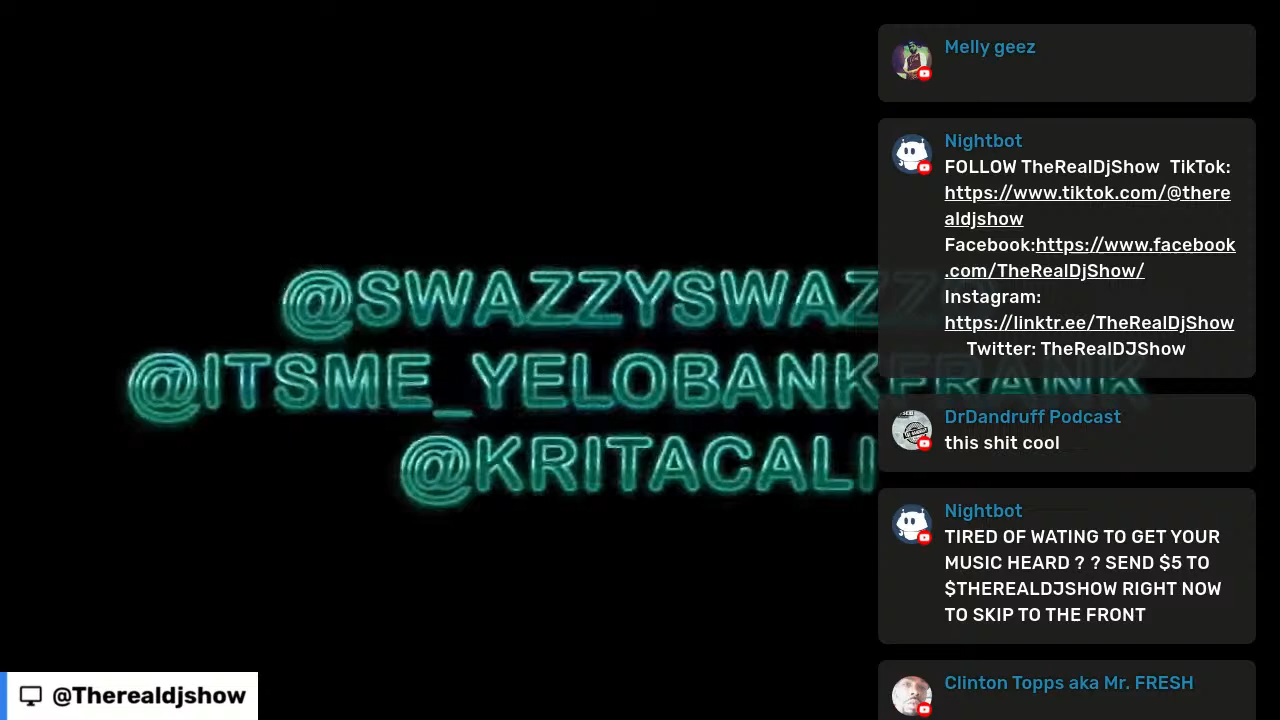 @SWAZZYSWAZZ
@ITSME_YELOBANKFRANK
@KRITACALI
Melly geez
Nightbot
FOLLOW TheRealDjShow  TikTok:
https://www.tiktok.com/@there
aldjshow
Facebook:https://www.facebook
.com/TheRealDjShow/
Instagram:
https://linktr.ee/TheRealDjShow
Twitter: TheRealDJShow
DrDandruff Podcast
this shit cool
Nightbot
TIRED OF WATING TO GET YOUR
MUSIC HEARD ? ? SEND $5 TO
$THEREALDJSHOW RIGHT NOW
TO SKIP TO THE FRONT
Clinton Topps aka Mr. FRESH
@Therealdjshow